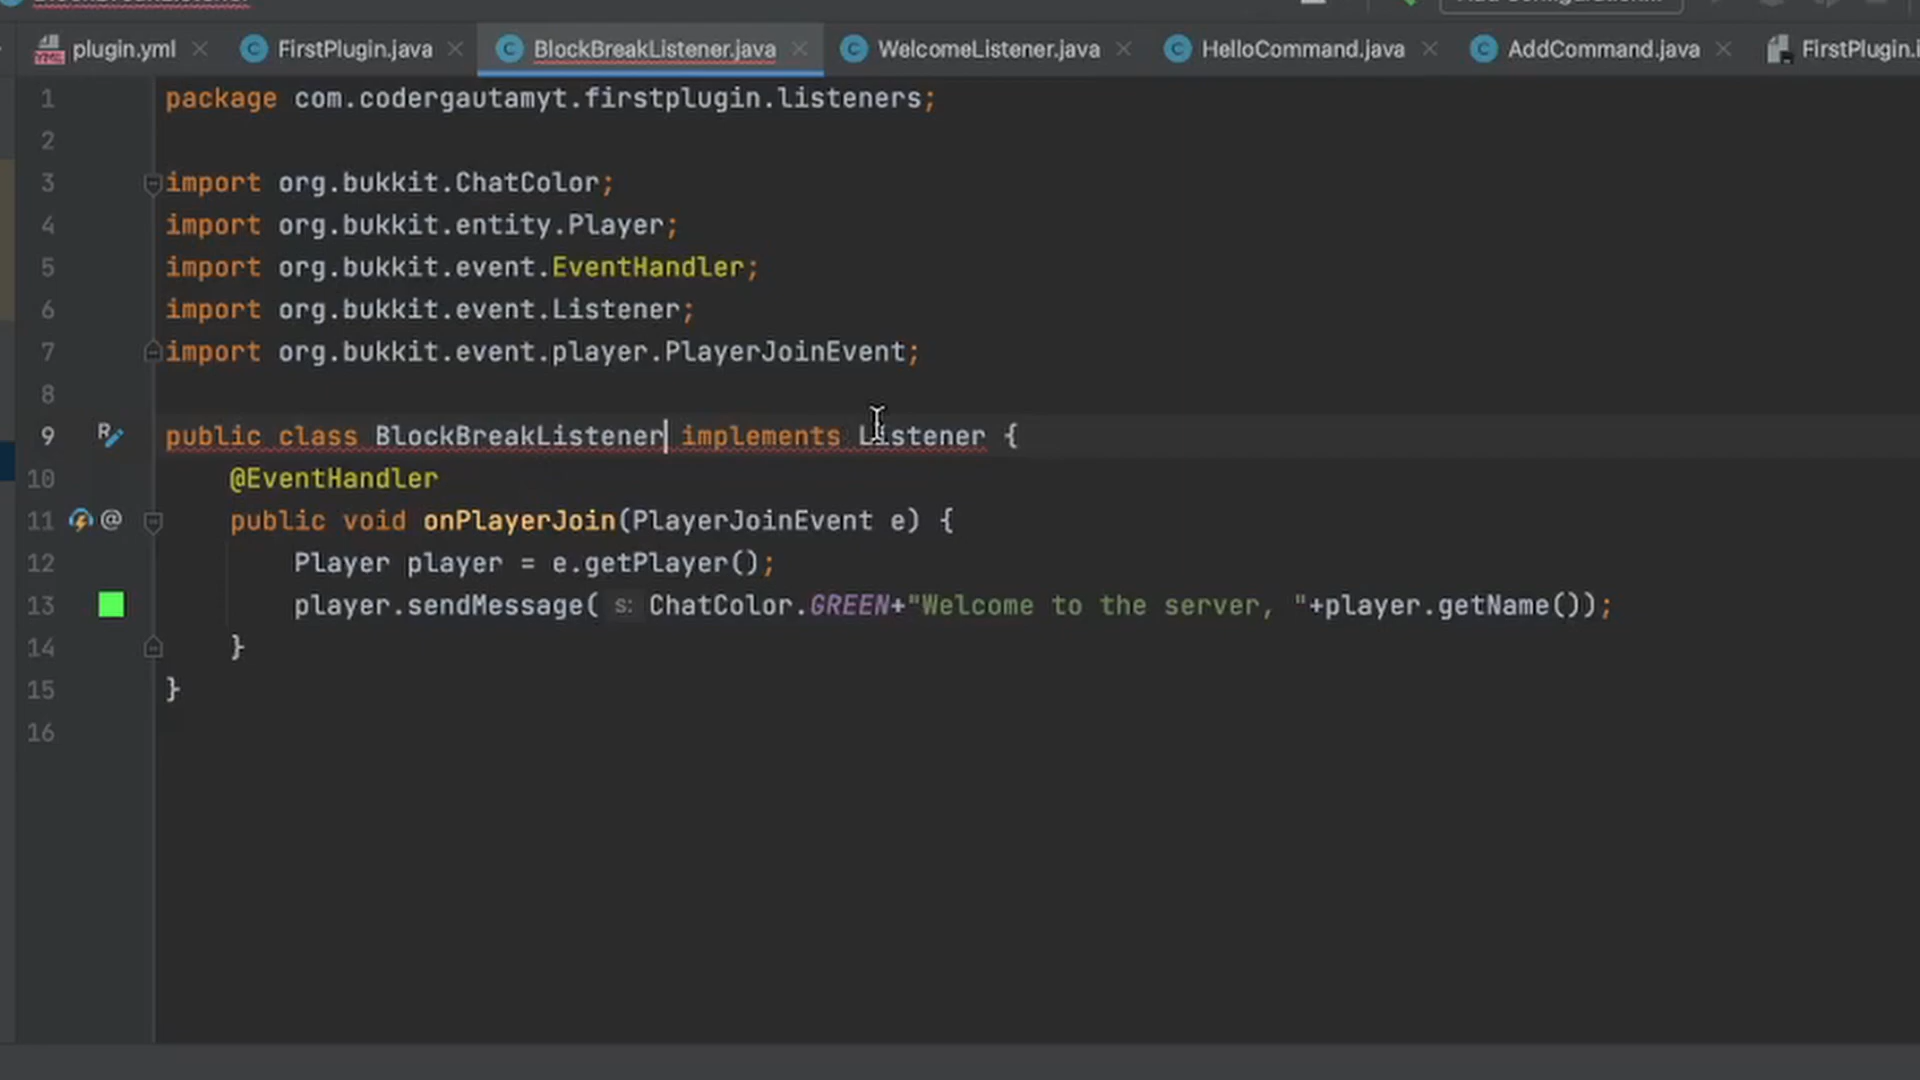 plugin.yml FirstPlugin.java BlockBreakListener.java WelcomeListener.java HelloCommand.java AddCommand.java FirstPlugin.i
1 package com.codergautamyt.firstplugin.listeners;
2
3 import org.bukkit.ChatColor;
4 import org.bukkit.entity.Player;
5 import org.bukkit.event.EventHandler;
6 import org.bukkit.event.Listener;
7 import org.bukkit.event.player.PlayerJoinEvent;
8
9 public class BlockBreakListener implements Listener {
10 @EventHandler
11 @ public void onPlayerJoin(PlayerJoinEvent e) {
12 Player player = e.getPlayer();
13 player.sendMessage( s: ChatColor.GREEN+"Welcome to the server, "+player.getName());
14 }
15 }
16